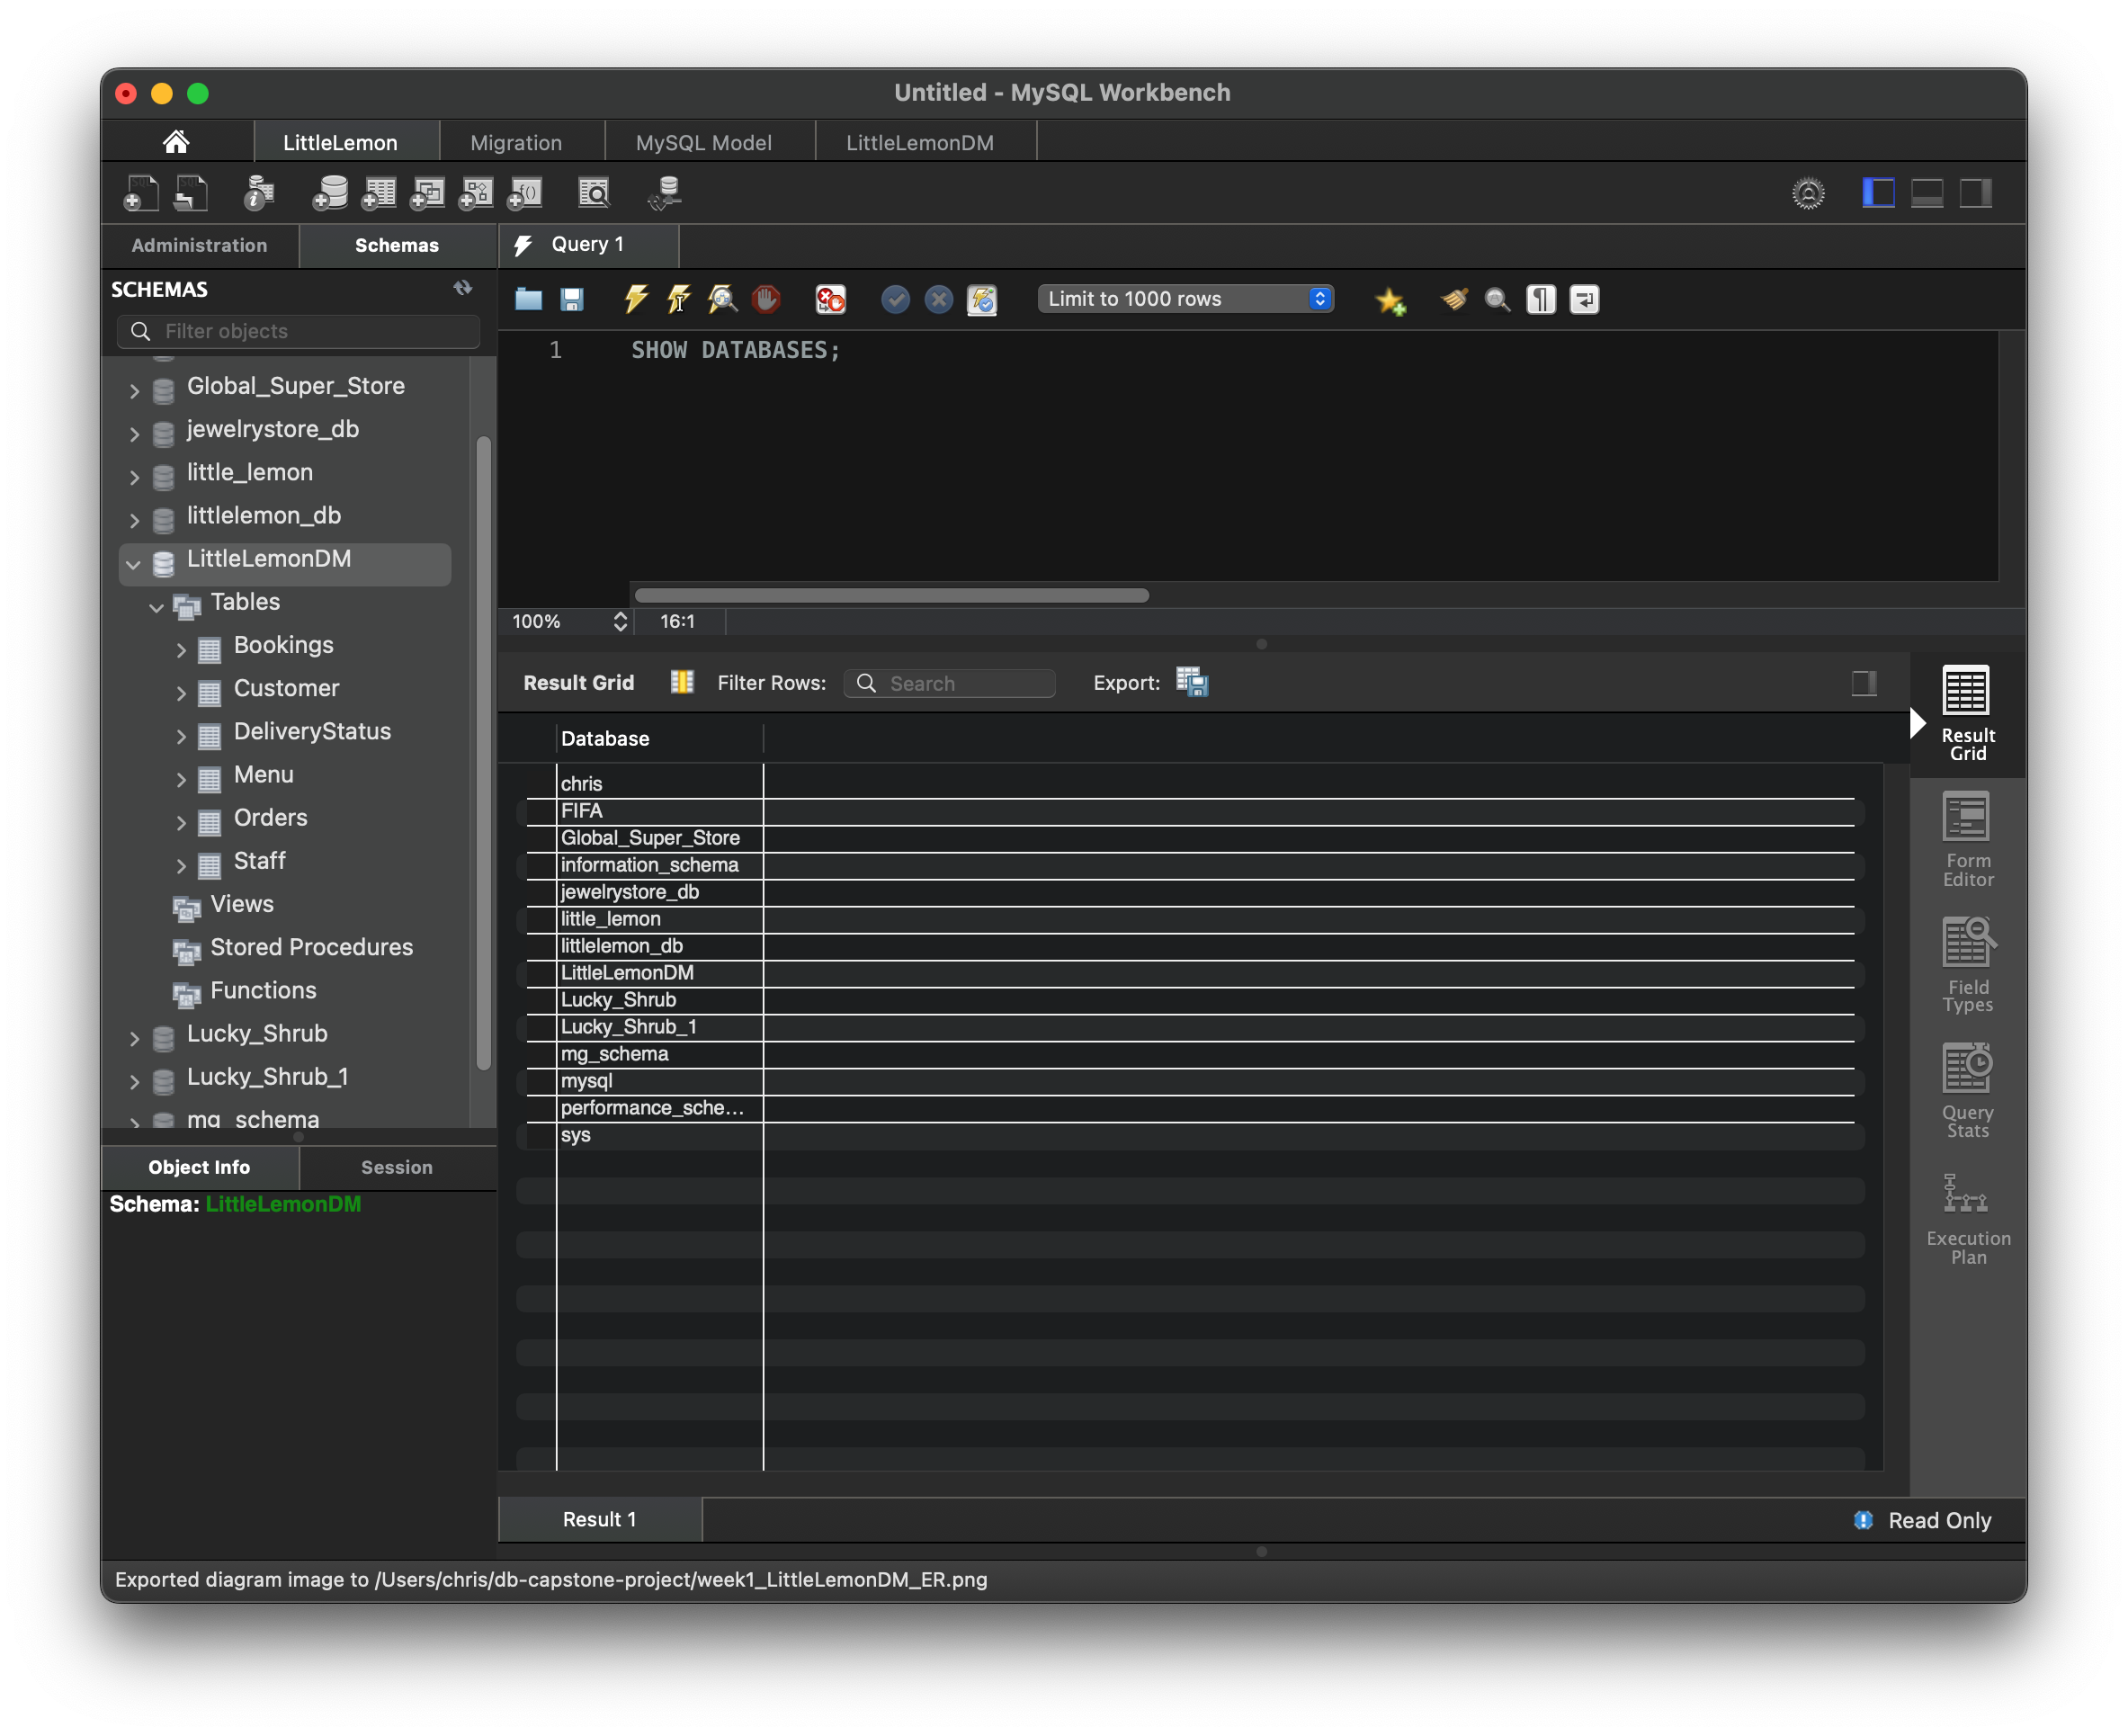 Untitled - MySQL Workbench
LittleLemon
Migration
MySQL Model
LittleLemonDM
Administration
Schemas
Query 1
SCHEMAS
Filter objects
Limit to 1000 rows
1 SHOW DATABASES;
Global_Super_Store
jewelrystore_db
little_lemon
littlelemon_db
LittleLemonDM
Tables
Bookings
Customer
DeliveryStatus
Menu
Orders
Staff
Views
Stored Procedures
Functions
Lucky_Shrub
Lucky_Shrub_1
mg_schema
Object Info
Session
Schema: LittleLemonDM
100%
16:1
Result Grid
Filter Rows:
Search
Export:
Database
chris
FIFA
Global_Super_Store
information_schema
jewelrystore_db
little_lemon
littlelemon_db
LittleLemonDM
Lucky_Shrub
Lucky_Shrub_1
mg_schema
mysql
performance_sche...
sys
Result
Grid
Form
Editor
Field
Types
Query
Stats
Execution
Plan
Result 1
Read Only
Exported diagram image to /Users/chris/db-capstone-project/week1_LittleLemonDM_ER.png